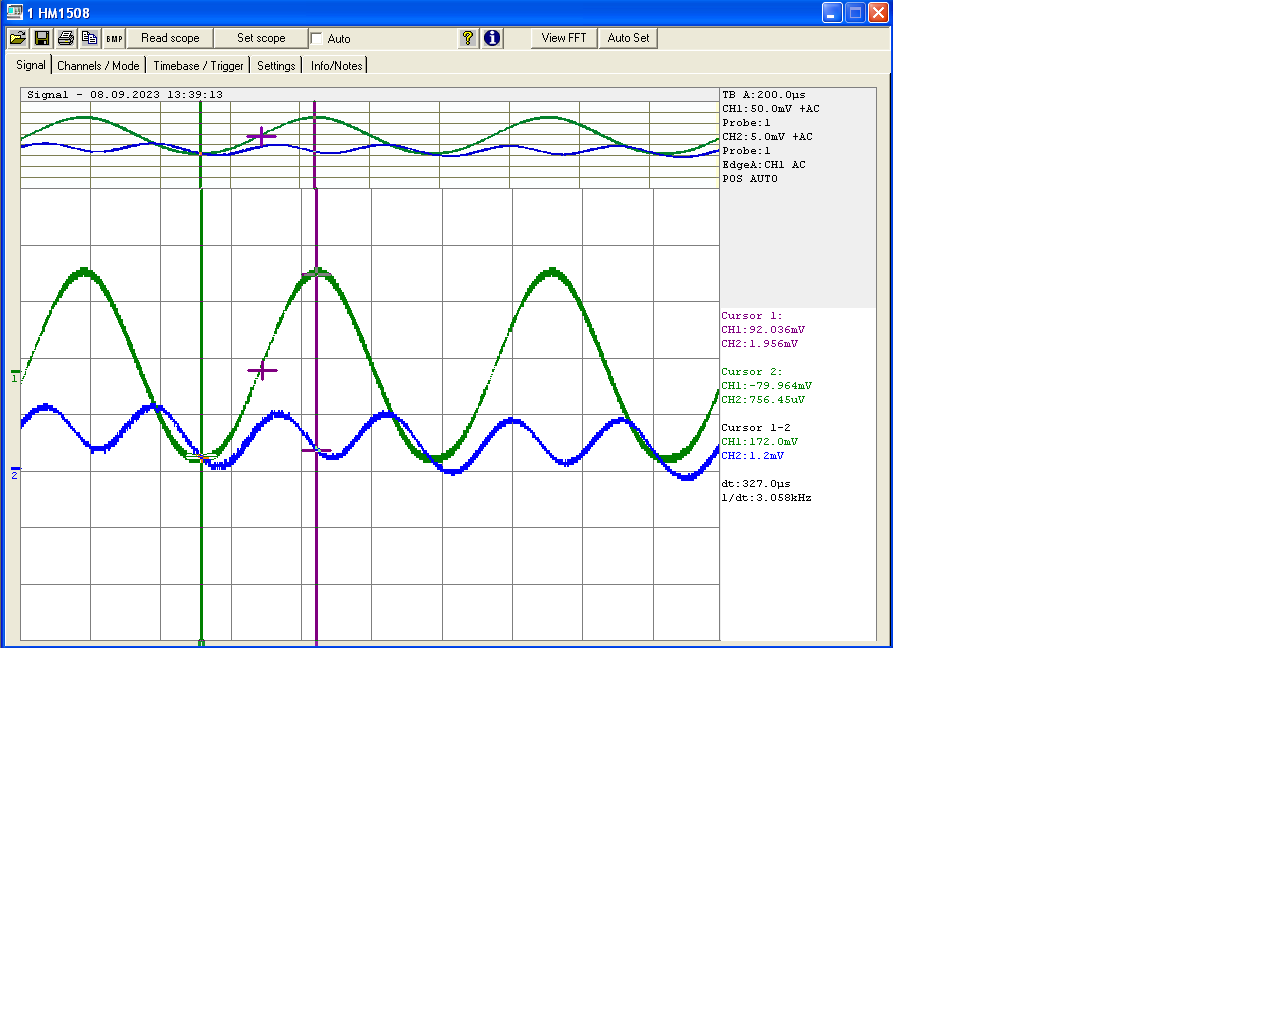 1 HM1508
BMP Read scope Set scope Auto ? i View FFT Auto Set
Signal Channels / Mode Timebase / Trigger Settings Info/Notes
Signal - 08.09.2023 13:39:13
TB A:200.0µs
CH1:50.0mV +AC
Probe:1
CH2:5.0mV +AC
Probe:1
EdgeA:CH1 AC
POS AUTO
Cursor 1:
CH1:92.036mV
CH2:1.956mV
Cursor 2:
CH1:-79.964mV
CH2:756.45uV
Cursor 1-2
CH1:172.0mV
CH2:1.2mV
dt:327.0µs
1/dt:3.058kHz
1
2